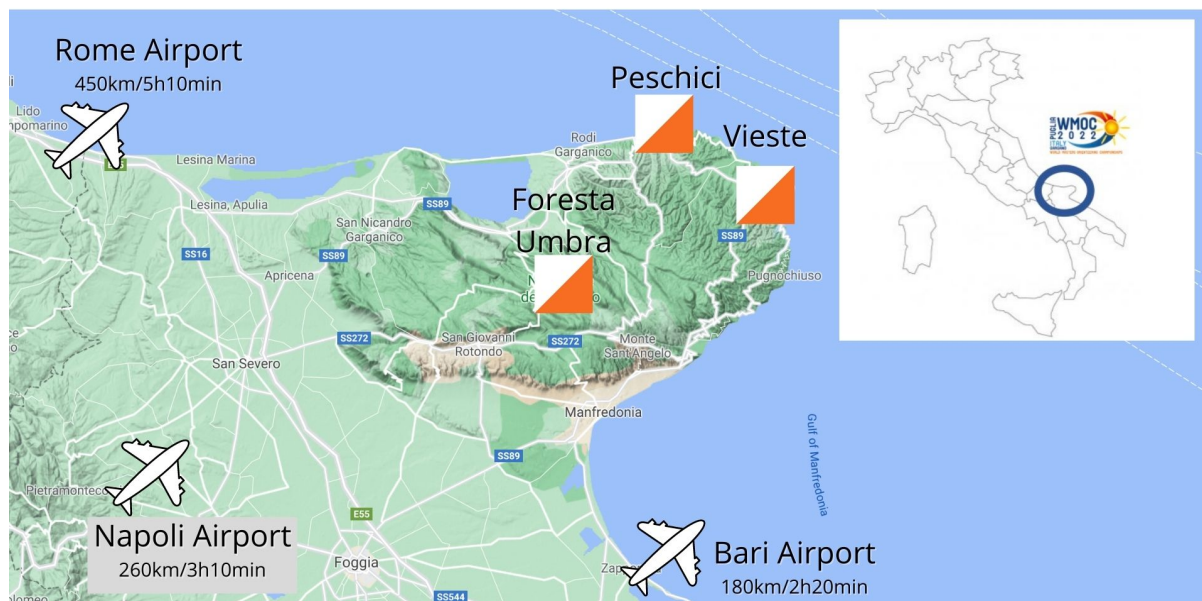 Rome Airport
450km/5h10min
Lido
Lesina Marina
Lesina, Apulia
SS16
Apricena
San Nicandro
Garganico
SS89
SS89
Rodi
Garganico
Peschici
Vieste
SS89
Pugnochiuso
Foresta
Umbra
SS272
San Giovanni
Rotondo
SS272
Monte
Sant'Angelo
San Severo
Manfredonia
SS89
Gulf of Manfredonia
E55
Foggia
SS544
Napoli Airport
260km/3h10min
Bari Airport
180km/2h20min
PUGLIA
ITALY
WMOC
2022